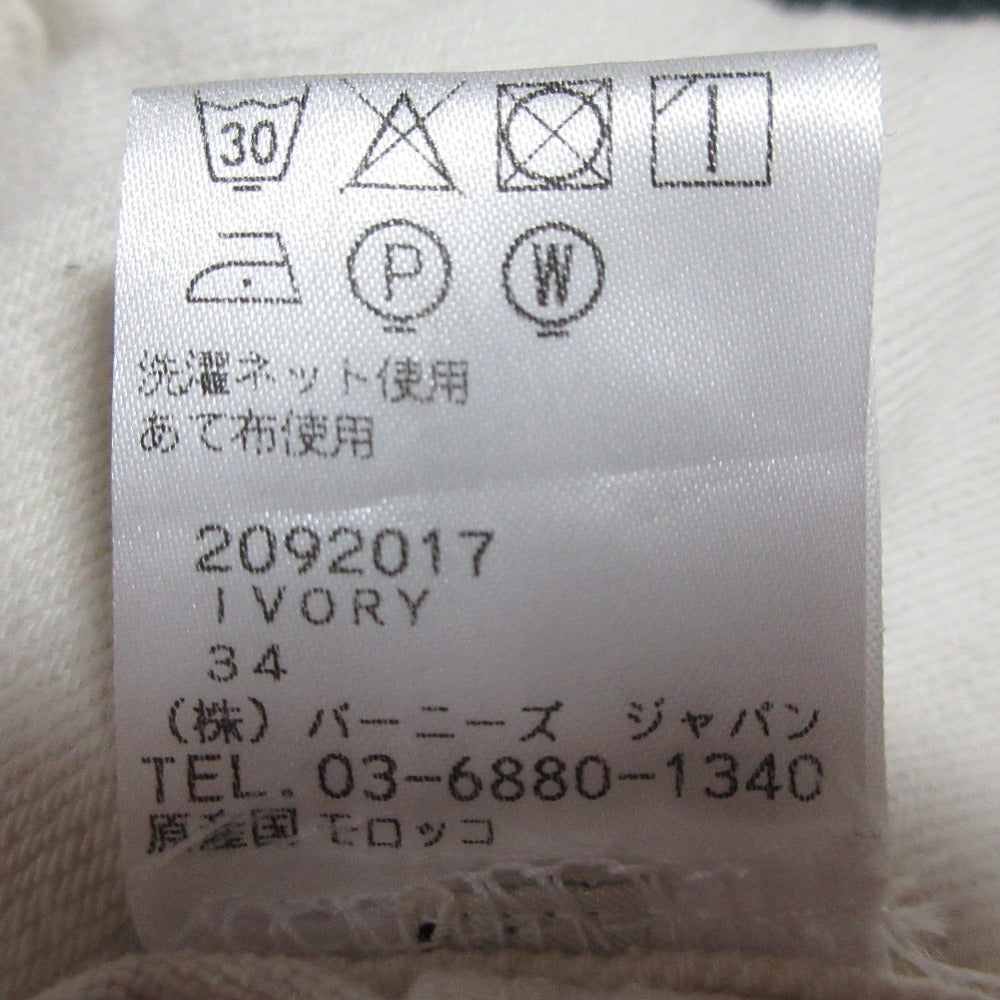 30
P W
洗濯ネット使用
あて布使用
2092017
IVORY
34
(株) バーニーズ ジャパン
TEL. 03-6880-1340
原産国 モロッコ